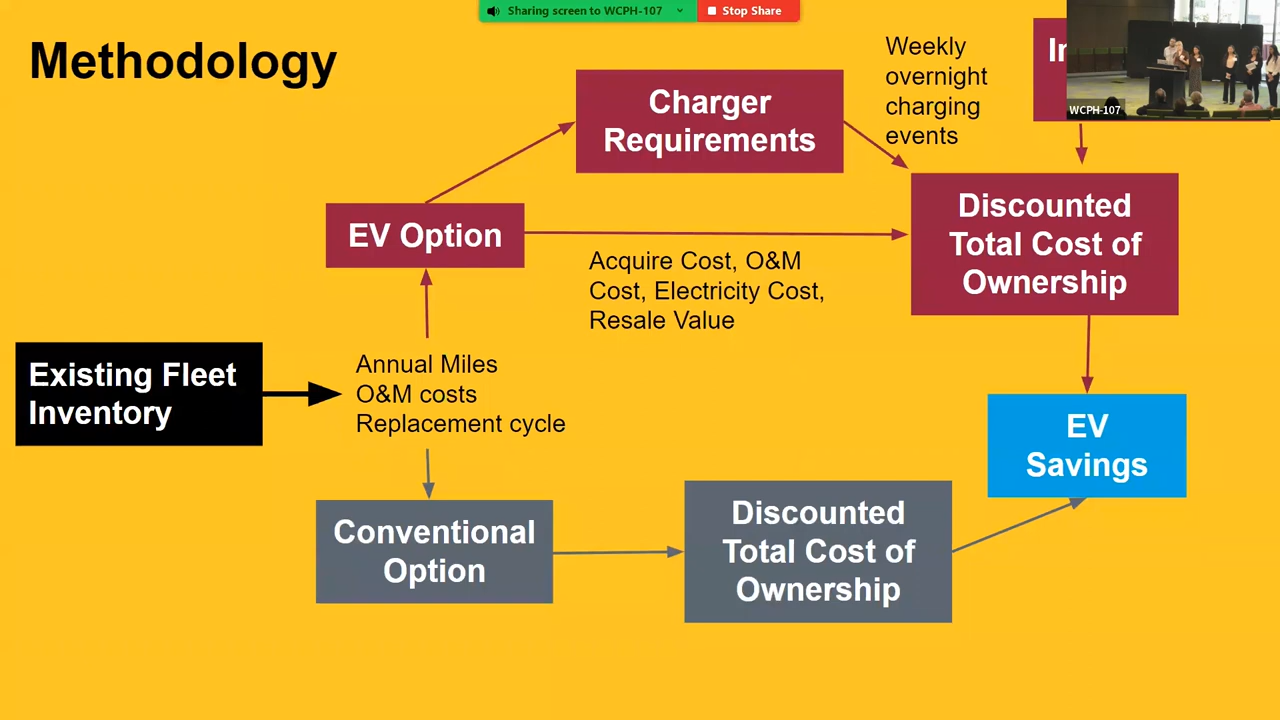 Sharing screen to WCPH-107
Stop Share
Methodology
Weekly
overnight
charging
events
WCPH-107
Charger
Requirements
EV Option
Discounted
Total Cost of
Ownership
Acquire Cost, O&M
Cost, Electricity Cost,
Resale Value
Existing Fleet
Inventory
Annual Miles
O&M costs
Replacement cycle
EV
Savings
Conventional
Option
Discounted
Total Cost of
Ownership